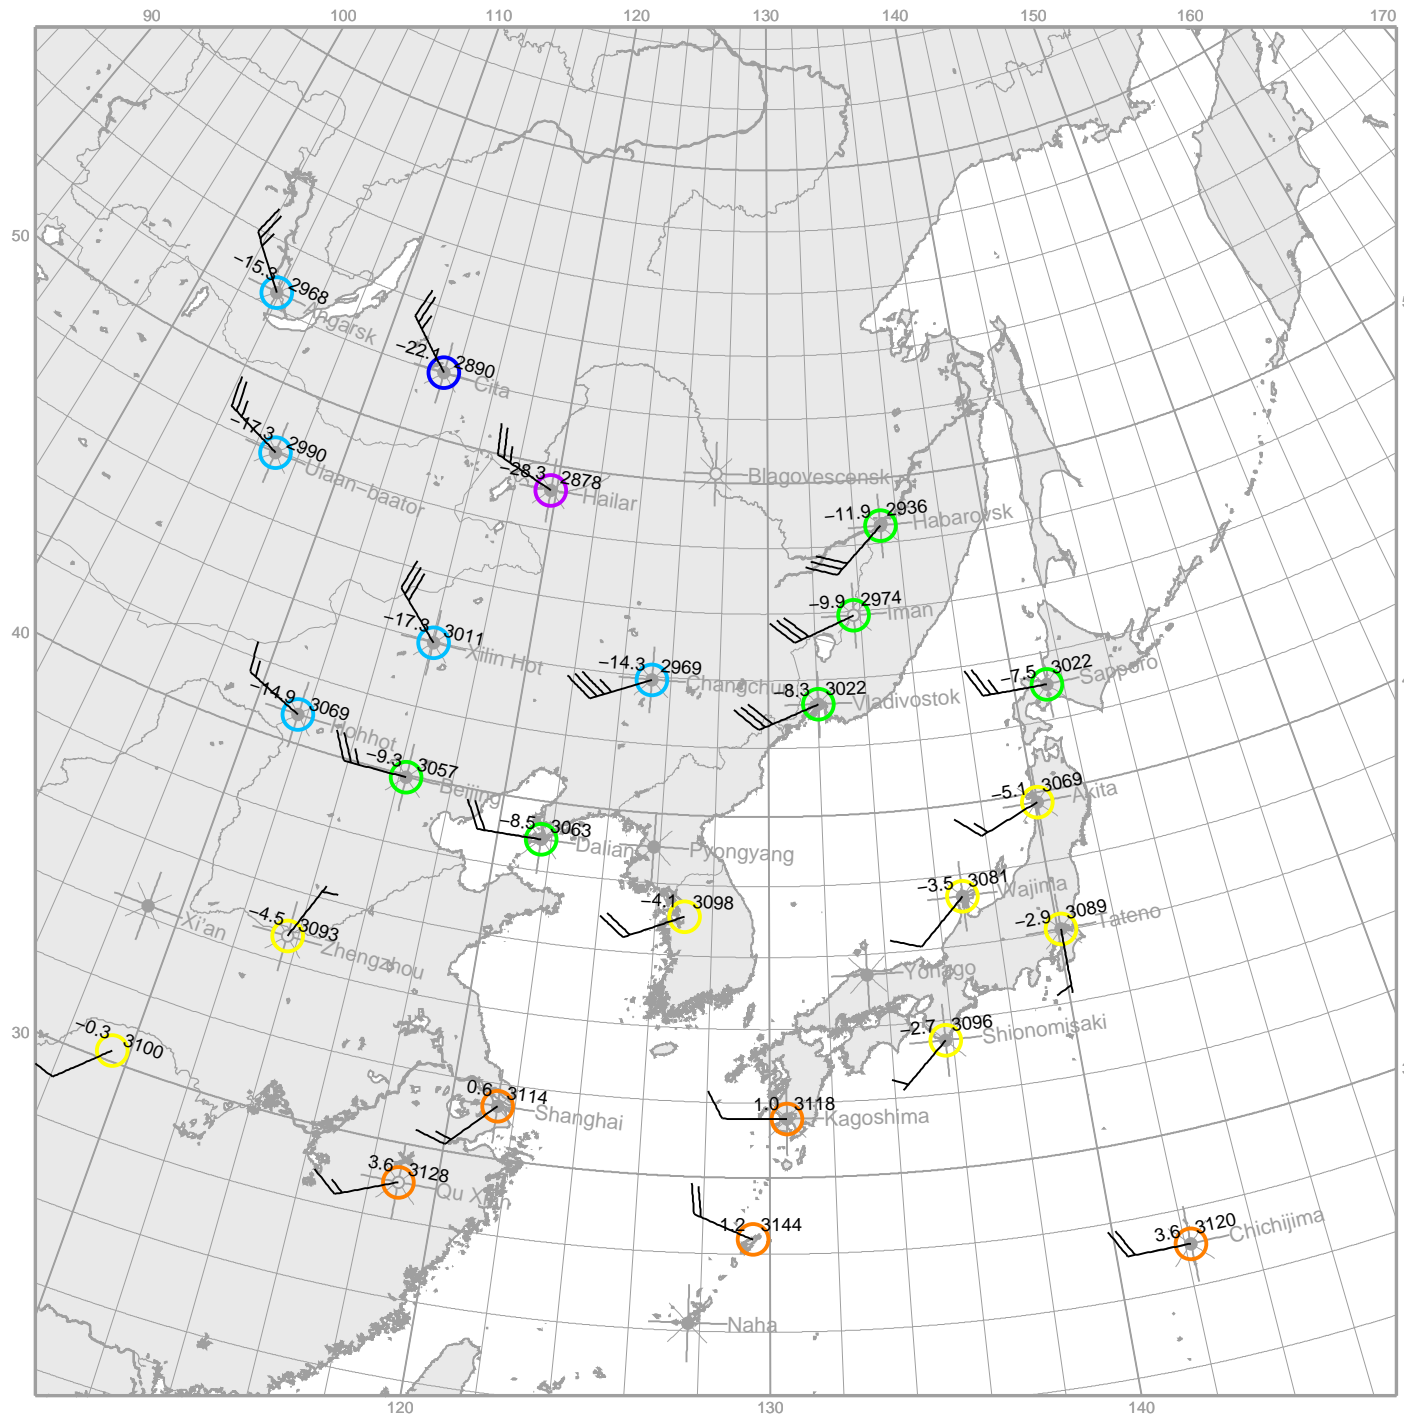 90 100 110 120 130 140 150 160 170
50
−15.3 2968
Angarsk
−22.1 2890
Cita
−17.3 2990
Ulaan−baator
−28.3 2878
Hailar
Blagovescensk
−11.9 2936
Habarovsk
−9.9 2974
Iman
40
−17.3 3011
Xilin Hot
−14.3 2969
Changchun
−8.3 3022
Vladivostok
−7.5 3022
Sapporo
−14.9 3069
Hohhot
−9.3 3057
Beijing
−5.1 3069
Akita
−8.5 3063
Dalian
Pyongyang
−3.5 3081
Wajima
−4.1 3098
−2.9 3089
Tateno
Xi'an
−4.5 3093
Zhengzhou
Yonago
30
−0.3 3100
−2.7 3096
Shionomisaki
0.6 3114
Shanghai
1.0 3118
Kagoshima
3.6 3128
Qu Xian
1.2 3144
3.6 3120
Chichijima
Naha
120 130 140